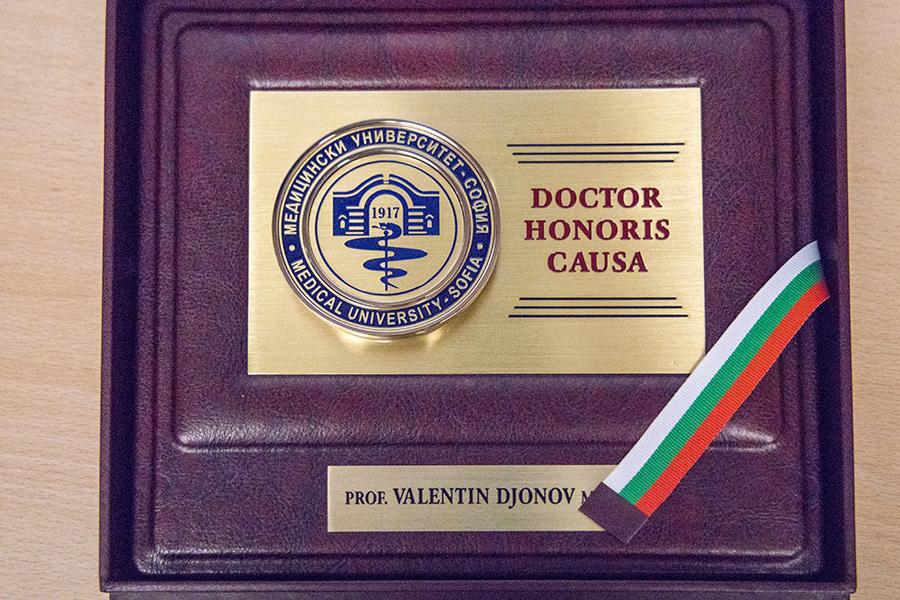 МЕДИЦИНСКИ УНИВЕРСИТЕТ-СОФИЯ
1917
MEDICAL UNIVERSITY-SOFIA
DOCTOR
HONORIS
CAUSA
PROF. VALENTIN DJONOV